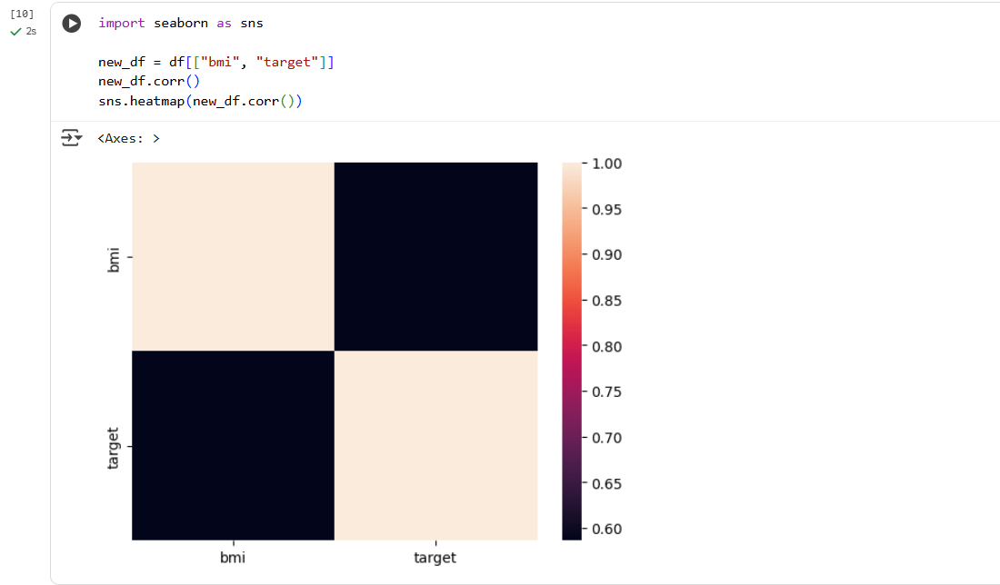 [10]
2s
import seaborn as sns
new_df = df[["bmi", "target"]]
new_df.corr()
sns.heatmap(new_df.corr())
<Axes: >
1.00
0.95
0.90
0.85
0.80
0.75
0.70
0.65
0.60
bmi
target
bmi
target